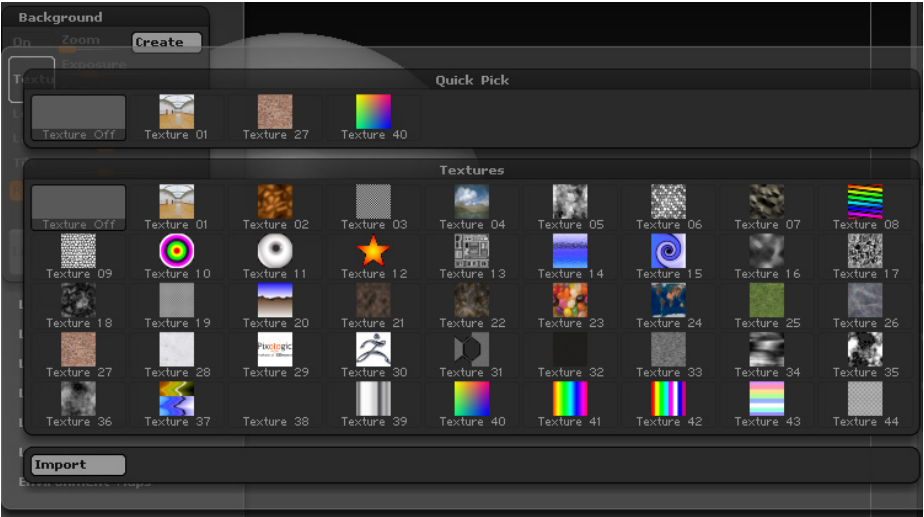 Background
On Zoom Create
Exposure
Textu
Quick Pick
Texture Off Texture 01 Texture 27 Texture 40
Textures
Texture Off Texture 01 Texture 02 Texture 03 Texture 04 Texture 05 Texture 06 Texture 07 Texture 08
Texture 09 Texture 10 Texture 11 Texture 12 Texture 13 Texture 14 Texture 15 Texture 16 Texture 17
Texture 18 Texture 19 Texture 20 Texture 21 Texture 22 Texture 23 Texture 24 Texture 25 Texture 26
Pixologic
Texture 27 Texture 28 Texture 29 Texture 30 Texture 31 Texture 32 Texture 33 Texture 34 Texture 35
Texture 36 Texture 37 Texture 38 Texture 39 Texture 40 Texture 41 Texture 42 Texture 43 Texture 44
Import
Environment Maps